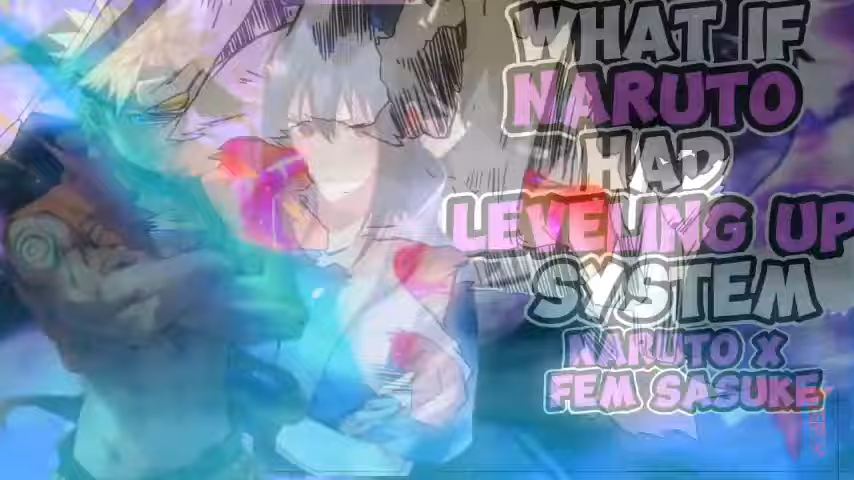 WHAT IF
NARUTO
HAD
LEVELING UP
SYSTEM
NARUTO X
FEM SASUKE